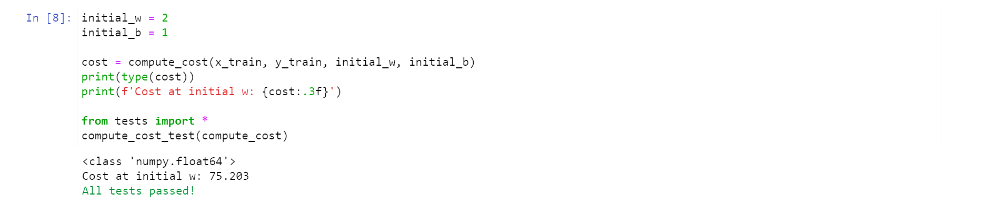 In [8]: initial_w = 2
initial_b = 1
cost = compute_cost(x_train, y_train, initial_w, initial_b)
print(type(cost))
print(f'Cost at initial w: {cost:.3f}')
from tests import *
compute_cost_test(compute_cost)
<class 'numpy.float64'>
Cost at initial w: 75.203
All tests passed!